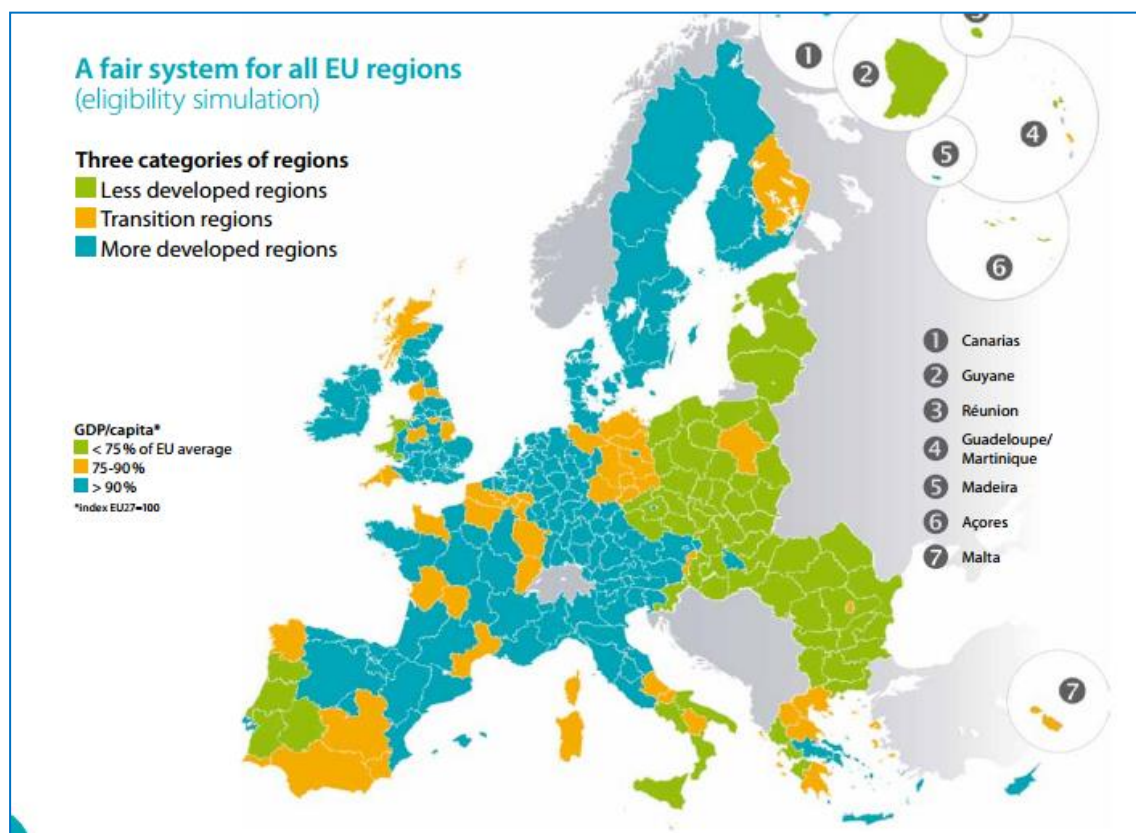 A fair system for all EU regions
(eligibility simulation)
Three categories of regions
Less developed regions
Transition regions
More developed regions
GDP/capita*
< 75% of EU average
75-90%
> 90%
*index EU27=100
1
2
3
4
5
6
7
1 Canarias
2 Guyane
3 Réunion
4 Guadeloupe/
Martinique
5 Madeira
6 Açores
7 Malta